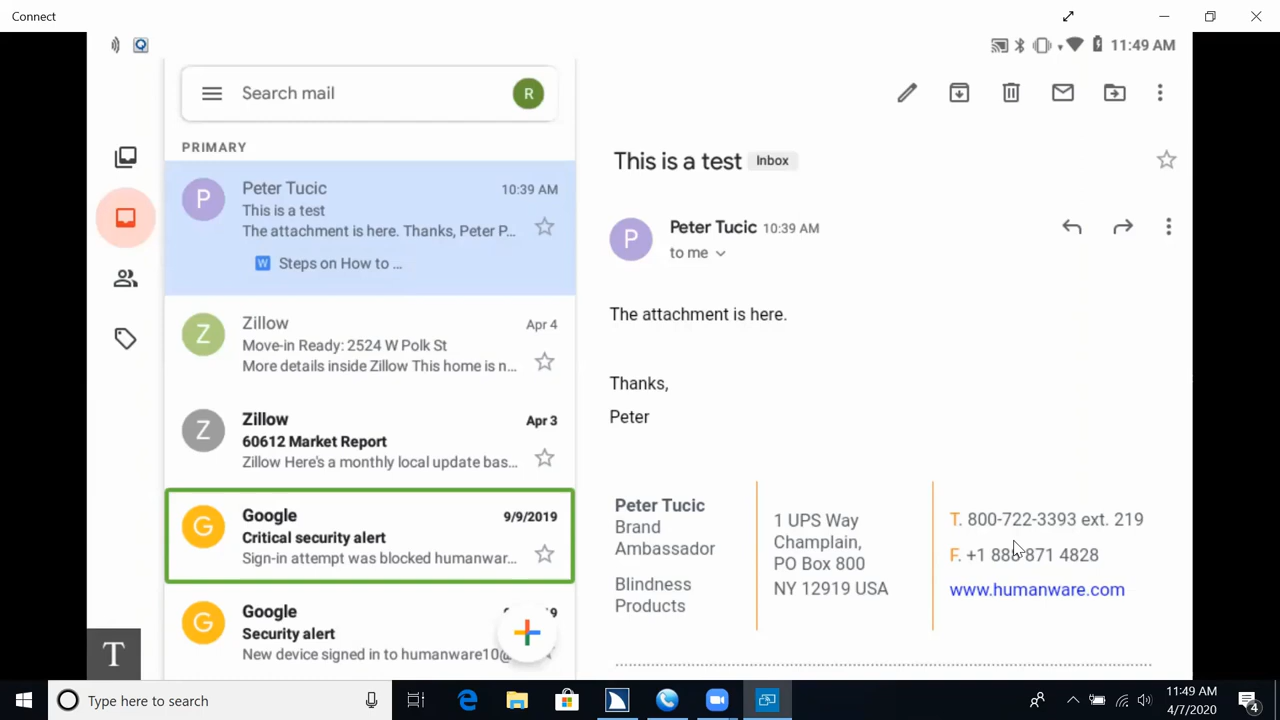 Connect
11:49 AM
Search mail
R
PRIMARY
P
Peter Tucic
10:39 AM
This is a test
The attachment is here. Thanks, Peter P...
W Steps on How to ...
Z
Zillow
Apr 4
Move-in Ready: 2524 W Polk St
More details inside Zillow This home is n...
Z
Zillow
Apr 3
60612 Market Report
Zillow Here's a monthly local update bas...
G
Google
9/9/2019
Critical security alert
Sign-in attempt was blocked humanwar...
G
Google
Security alert
New device signed in to humanware10@
T
This is a test
Inbox
P
Peter Tucic 10:39 AM
to me
The attachment is here.
Thanks,
Peter
Peter Tucic
Brand
Ambassador
Blindness
Products
1 UPS Way
Champlain,
PO Box 800
NY 12919 USA
T. 800-722-3393 ext. 219
F. +1 888 871 4828
www.humanware.com
Type here to search
11:49 AM
4/7/2020
4